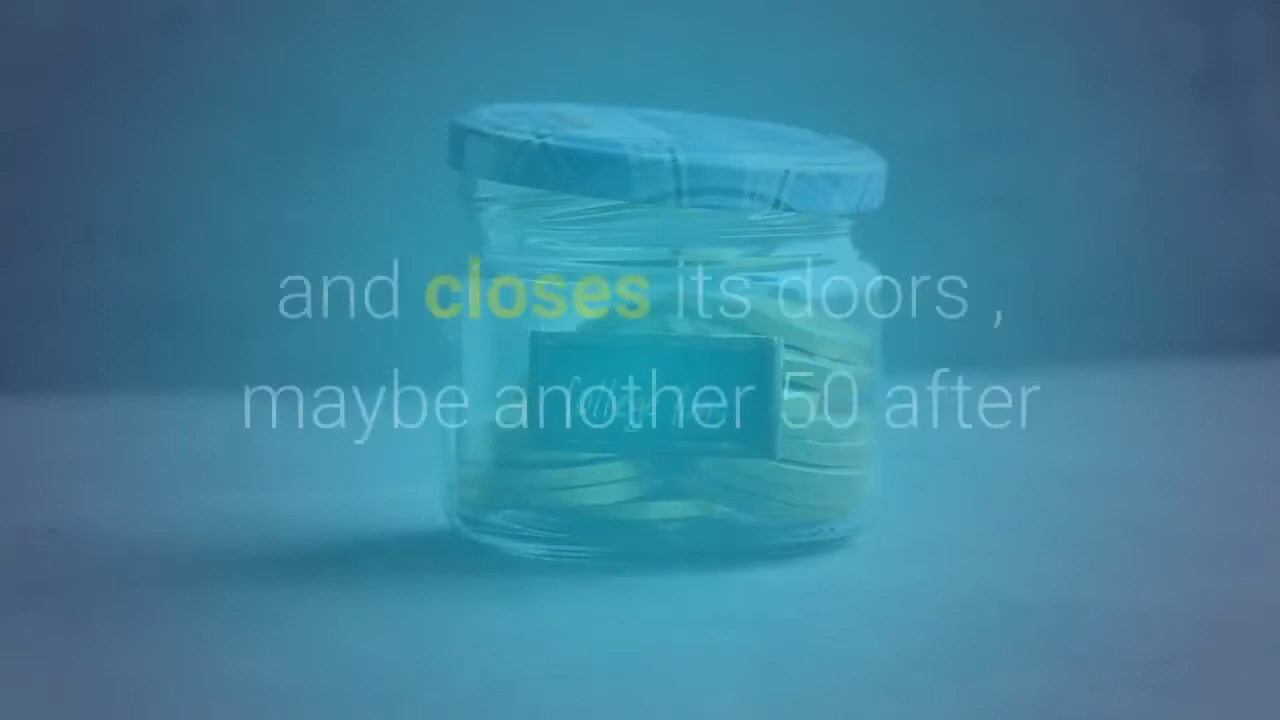 and closes its doors ,
maybe another 50 after